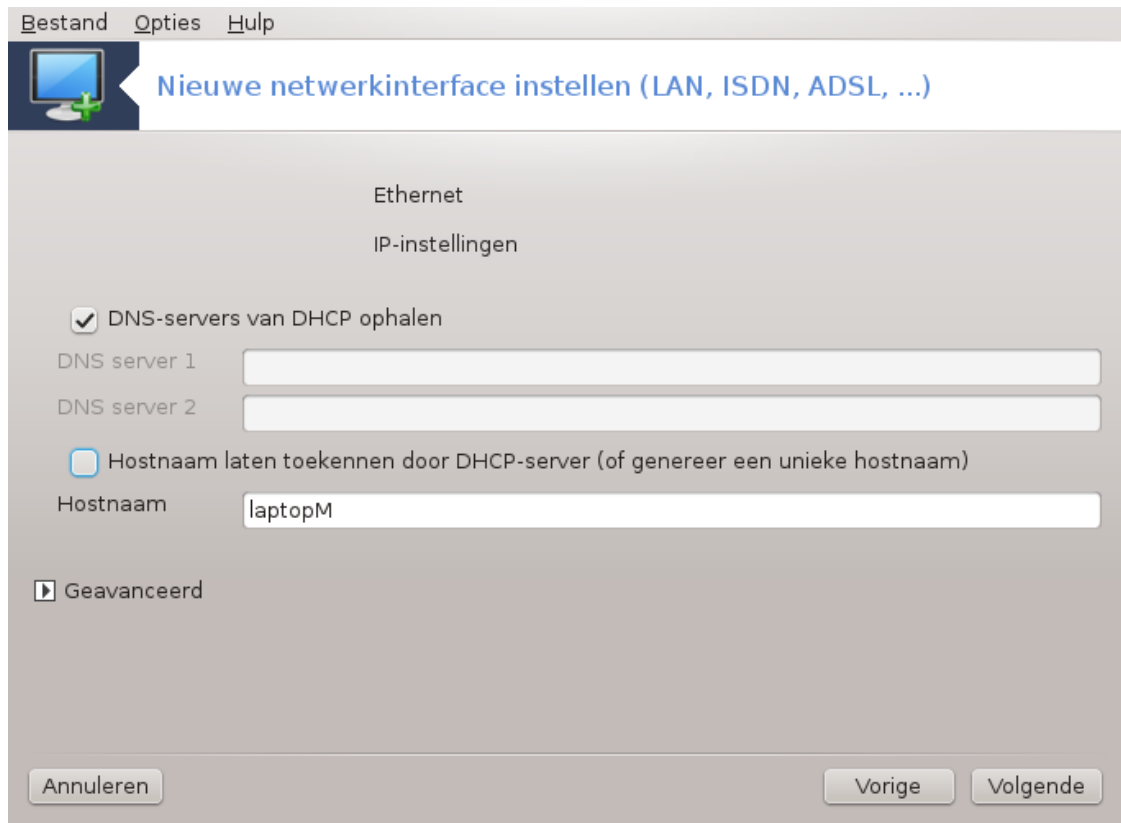 Bestand Opties Hulp
Nieuwe netwerkinterface instellen (LAN, ISDN, ADSL, ...)
Ethernet
IP-instellingen
DNS-servers van DHCP ophalen
DNS server 1
DNS server 2
Hostnaam laten toekennen door DHCP-server (of genereer een unieke hostnaam)
Hostnaam laptopM
Geavanceerd
Annuleren Vorige Volgende